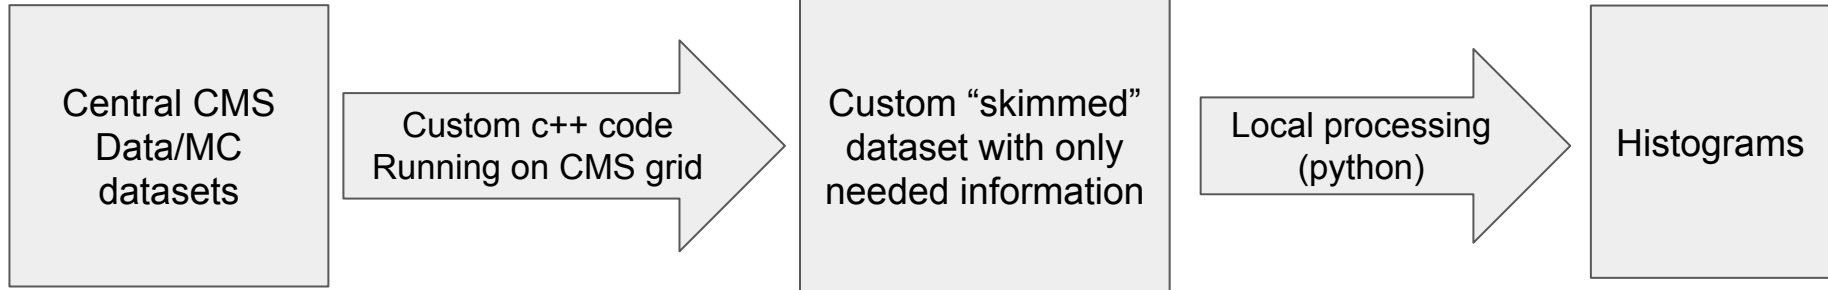 Central CMS
Data/MC
datasets
Custom c++ code
Running on CMS grid
Custom “skimmed”
dataset with only
needed information
Local processing
(python)
Histograms